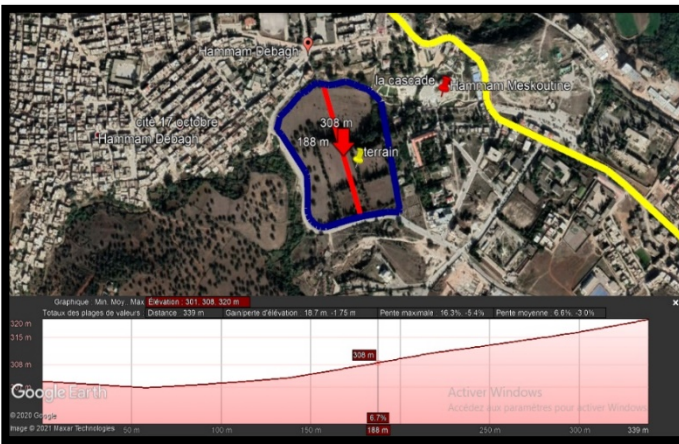 Hammam Debagh
la cascade
Hammam Meskoutine
cité 17 octobre
Hammam Debagh
308 m
188 m
terrain
Graphique : Min. Moy. Max Élévation : 301, 308, 320 m
Totaux des plages de valeurs : Distance : 339 m Gain/perte d'élévation : 18.7 m, -1.75 m Pente maximale : 16.3%, -5.4% Pente moyenne : 6.6%, -3.0%
320 m
315 m
308 m
308 m
Google Earth
Activer Windows
Accédez aux paramètres pour activer Windows
© 2020 Google
Image © 2021 Maxar Technologies
50 m 100 m 150 m 6.7% 188 m 250 m 300 m 339 m